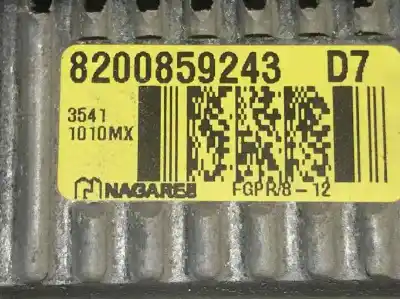 8200859243 D7
3541
1010MX
NAGARES FGPR/8-12